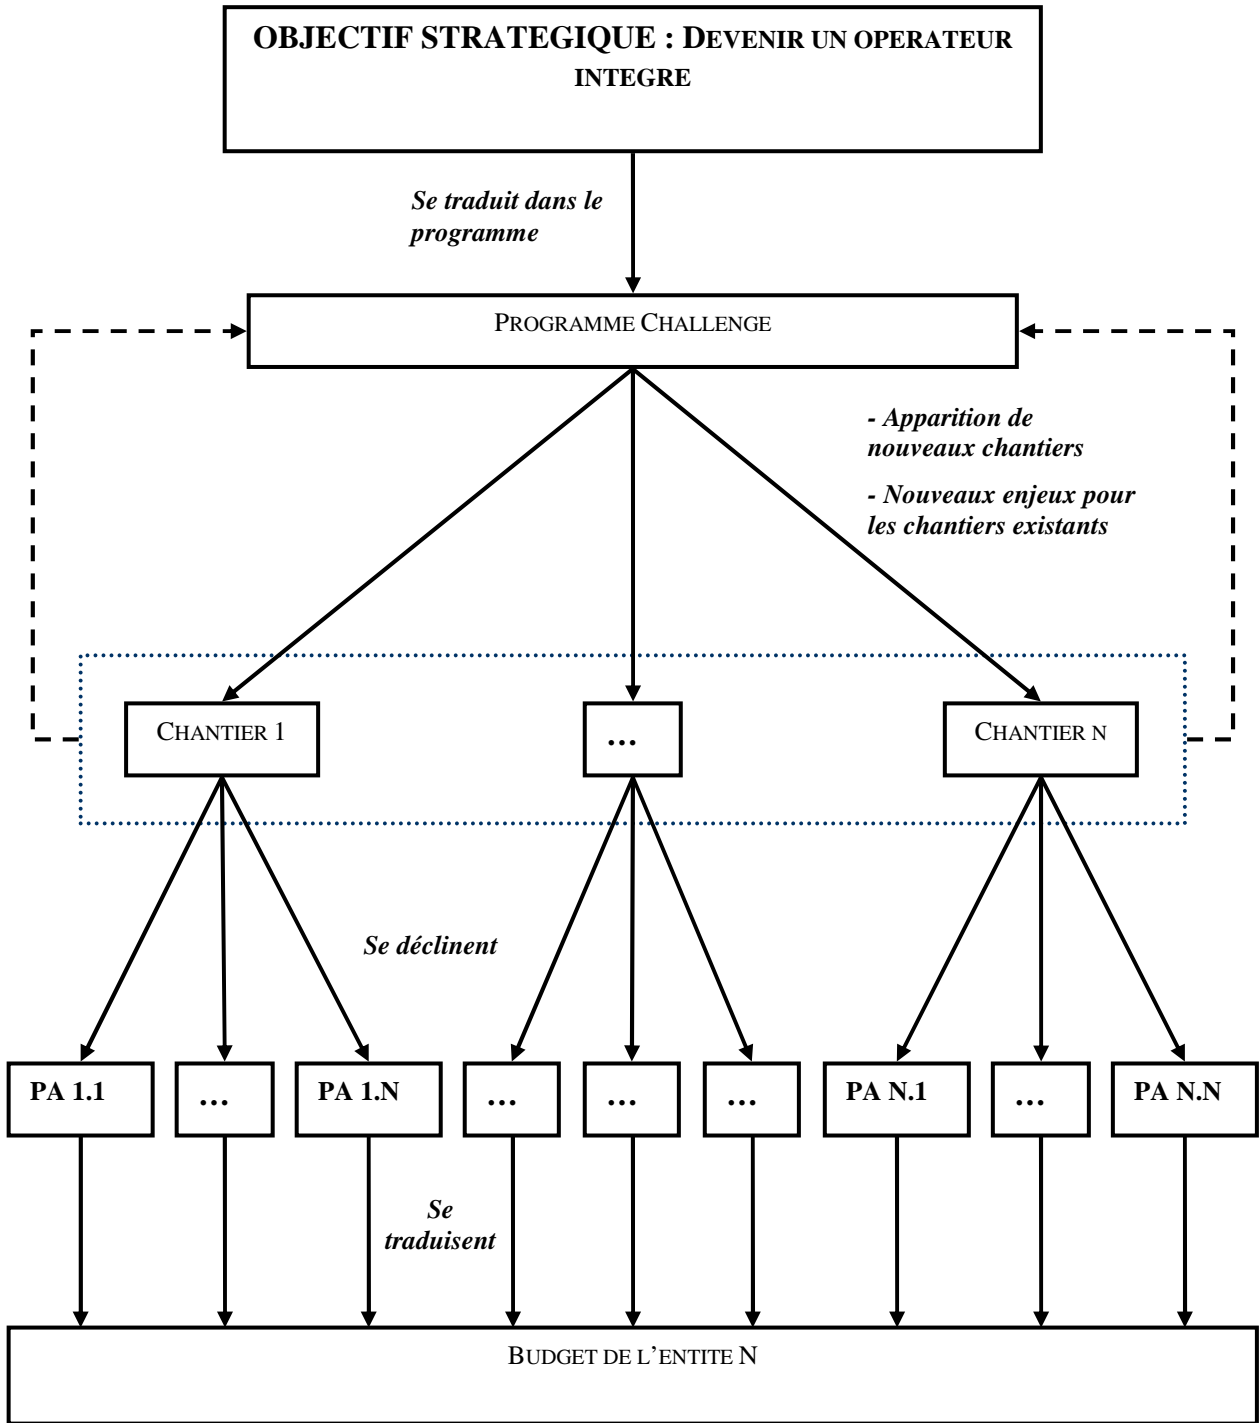 OBJECTIF STRATEGIQUE : DEVENIR UN OPERATEUR
INTEGRE
Se traduit dans le
programme
PROGRAMME CHALLENGE
- Apparition de
nouveaux chantiers
- Nouveaux enjeux pour
les chantiers existants
CHANTIER 1
…
CHANTIER N
Se déclinent
PA 1.1
…
PA 1.N
…
…
…
PA N.1
…
PA N.N
Se
traduisent
BUDGET DE L'ENTITE N